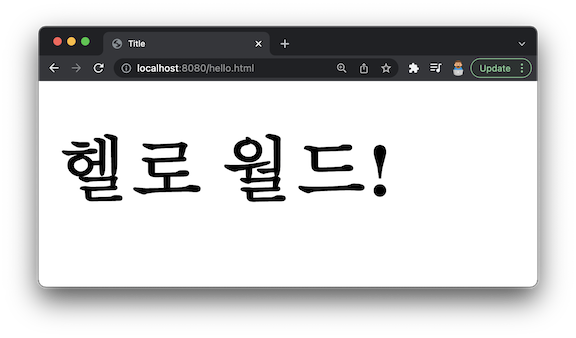 Title
localhost:8080/hello.html
Update
헬로 월드!